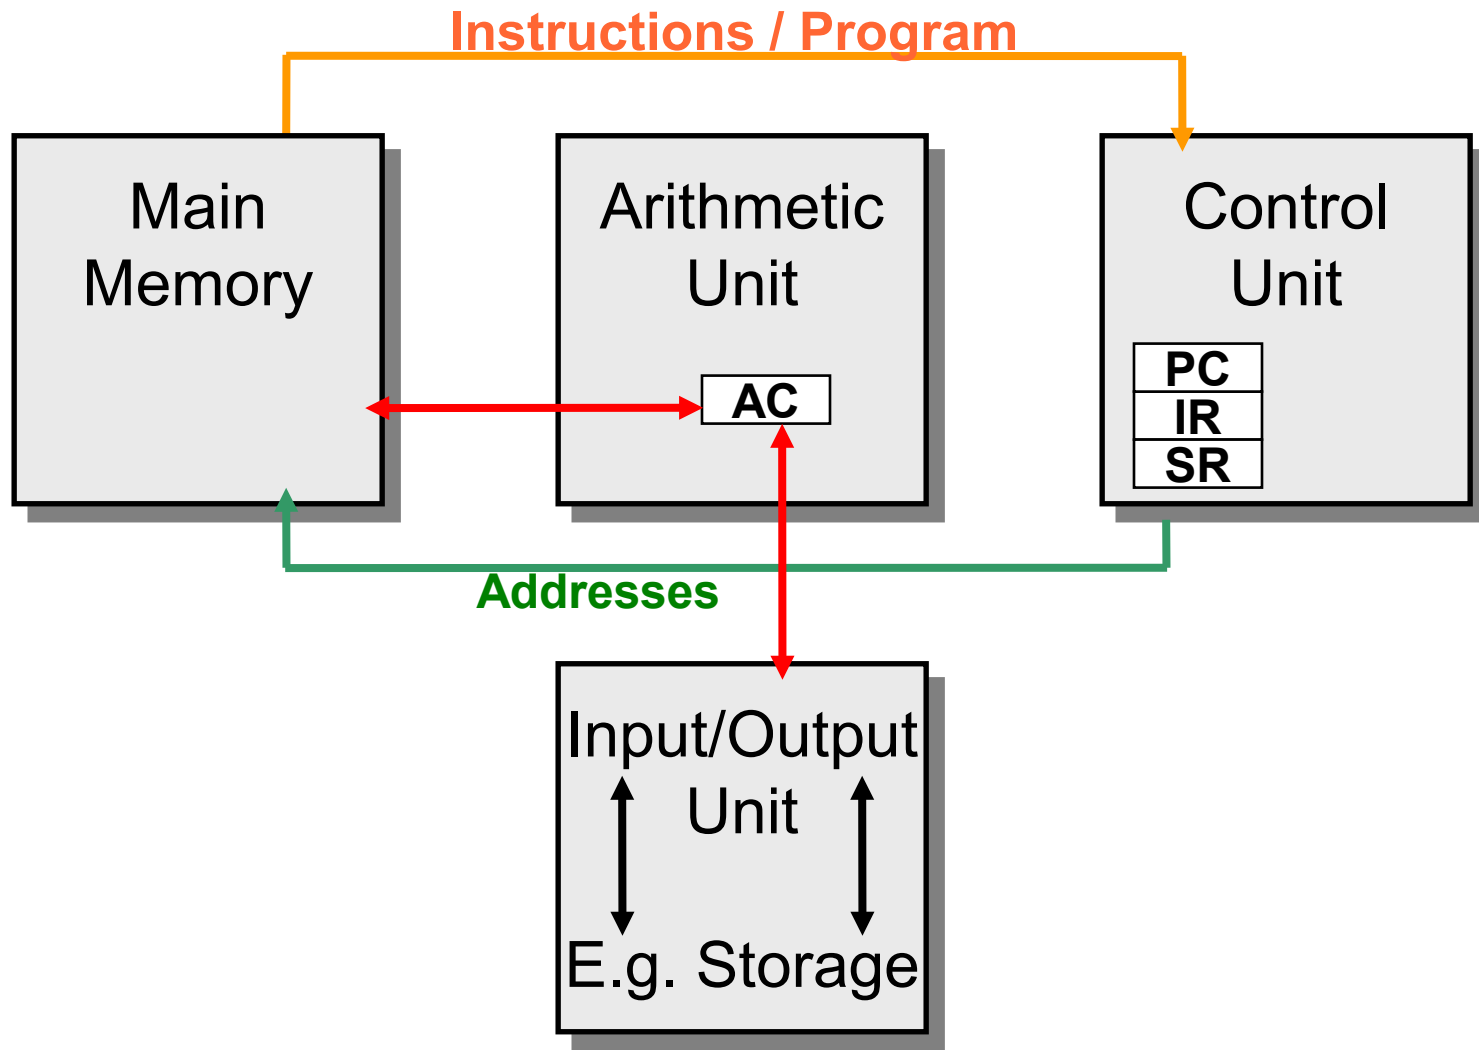 Instructions / Program
Main
Memory
Arithmetic
Unit
AC
Control
Unit
PC
IR
SR
Addresses
Input/Output
Unit
E.g. Storage